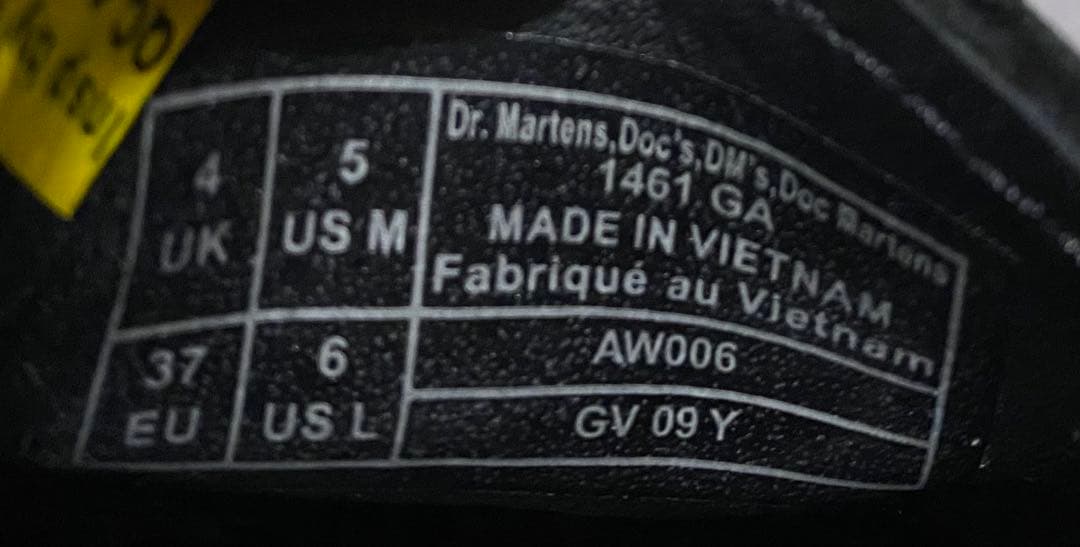 4
UK
5
US M
37
EU
6
US L
Dr. Martens,Doc's,DM's,Doc Martens
1461 GA
MADE IN VIETNAM
Fabriqué au Vietnam
AW006
GV 09 Y